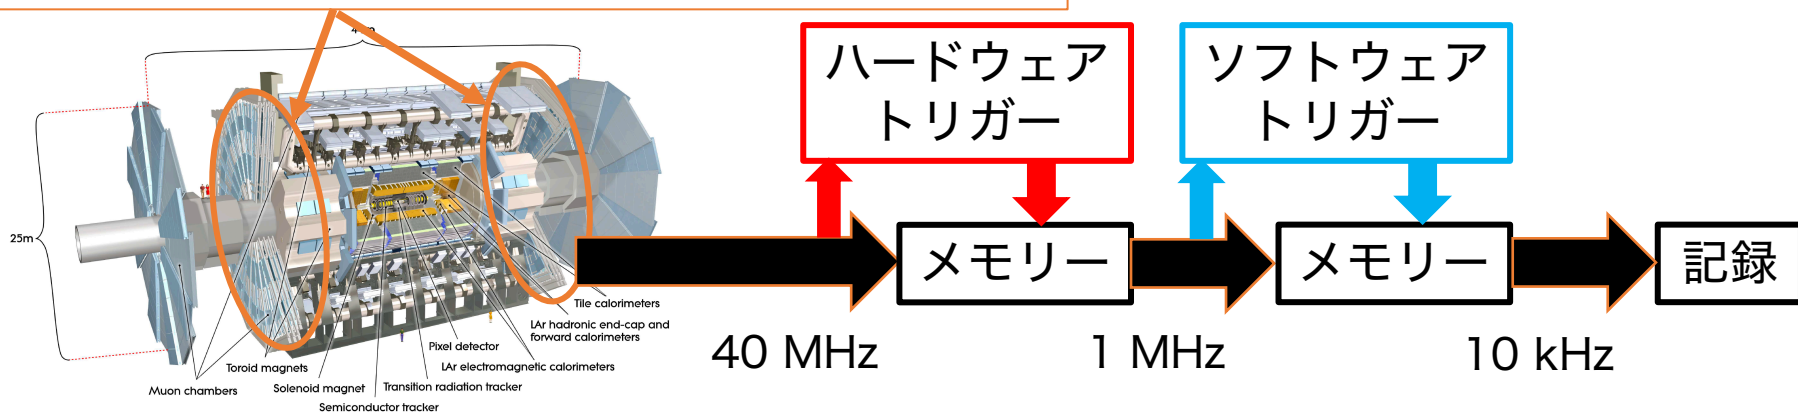 ハードウェア
トリガー
ソフトウェア
トリガー
25m
メモリー
メモリー
記録
Tile calorimeters
LAr hadronic end-cap and
forward calorimeters
Pixel detector
LAr electromagnetic calorimeters
Toroid magnets
Muon chambers
Solenoid magnet
Transition radiation tracker
Semiconductor tracker
40 MHz
1 MHz
10 kHz